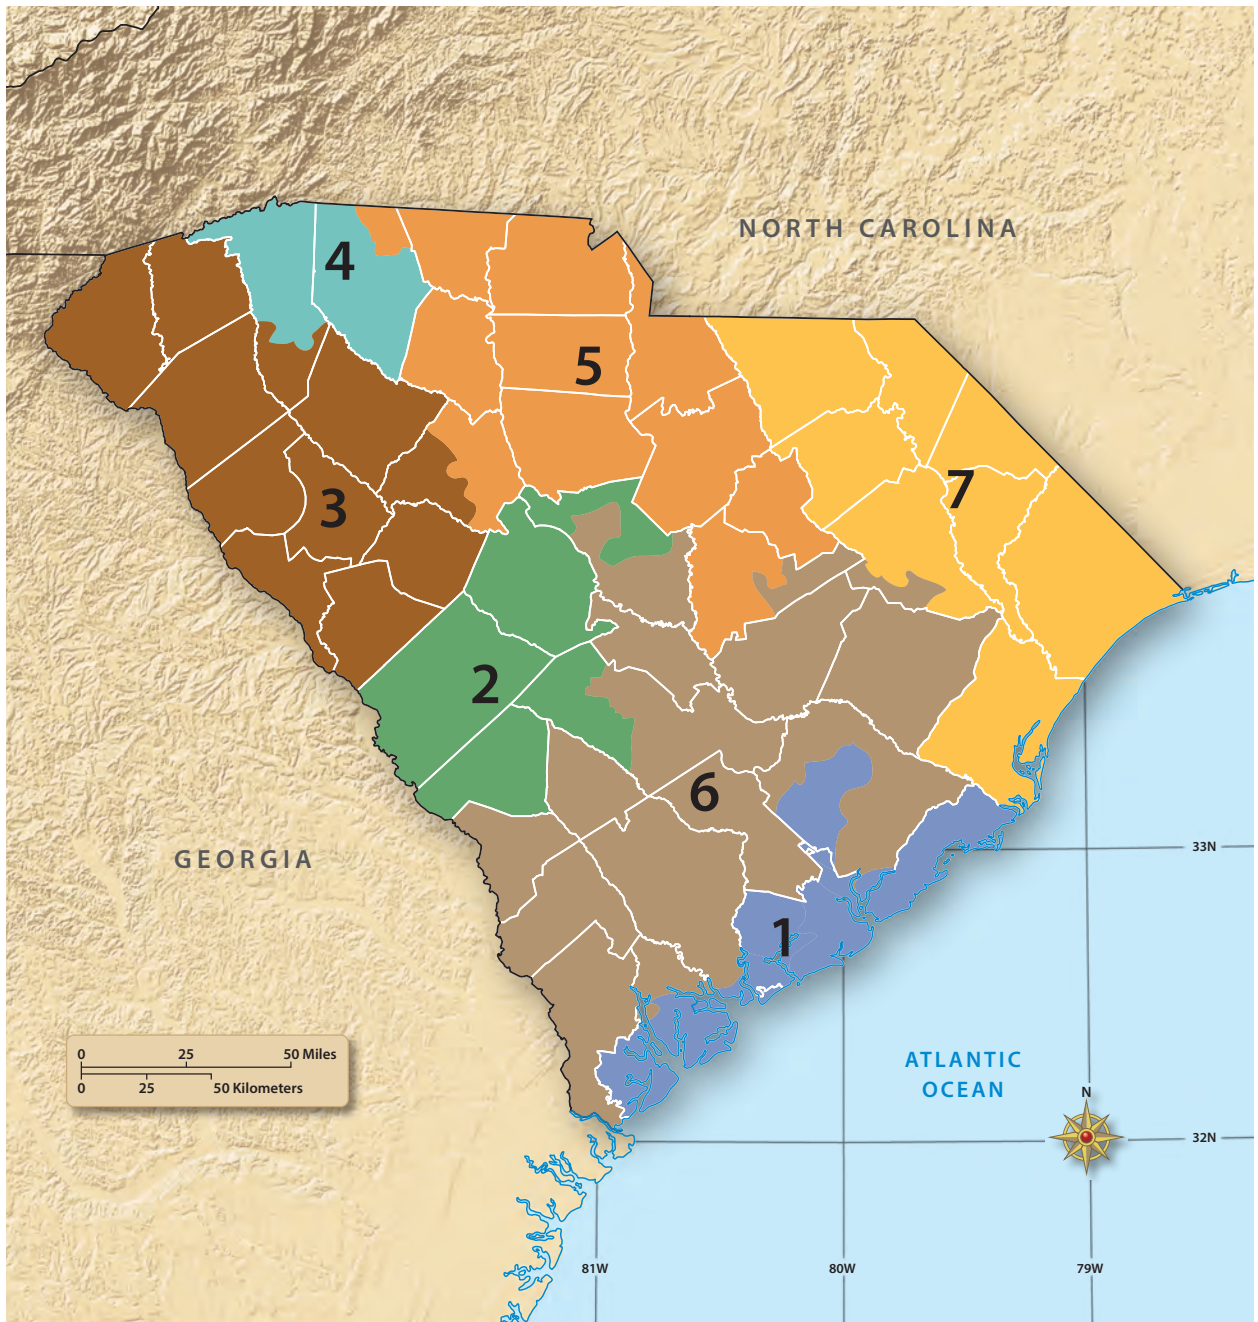 NORTH CAROLINA
4
5
7
3
2
6
GEORGIA
33N
1
0 25 50 Miles
0 25 50 Kilometers
ATLANTIC
OCEAN
N
32N
81W 80W 79W